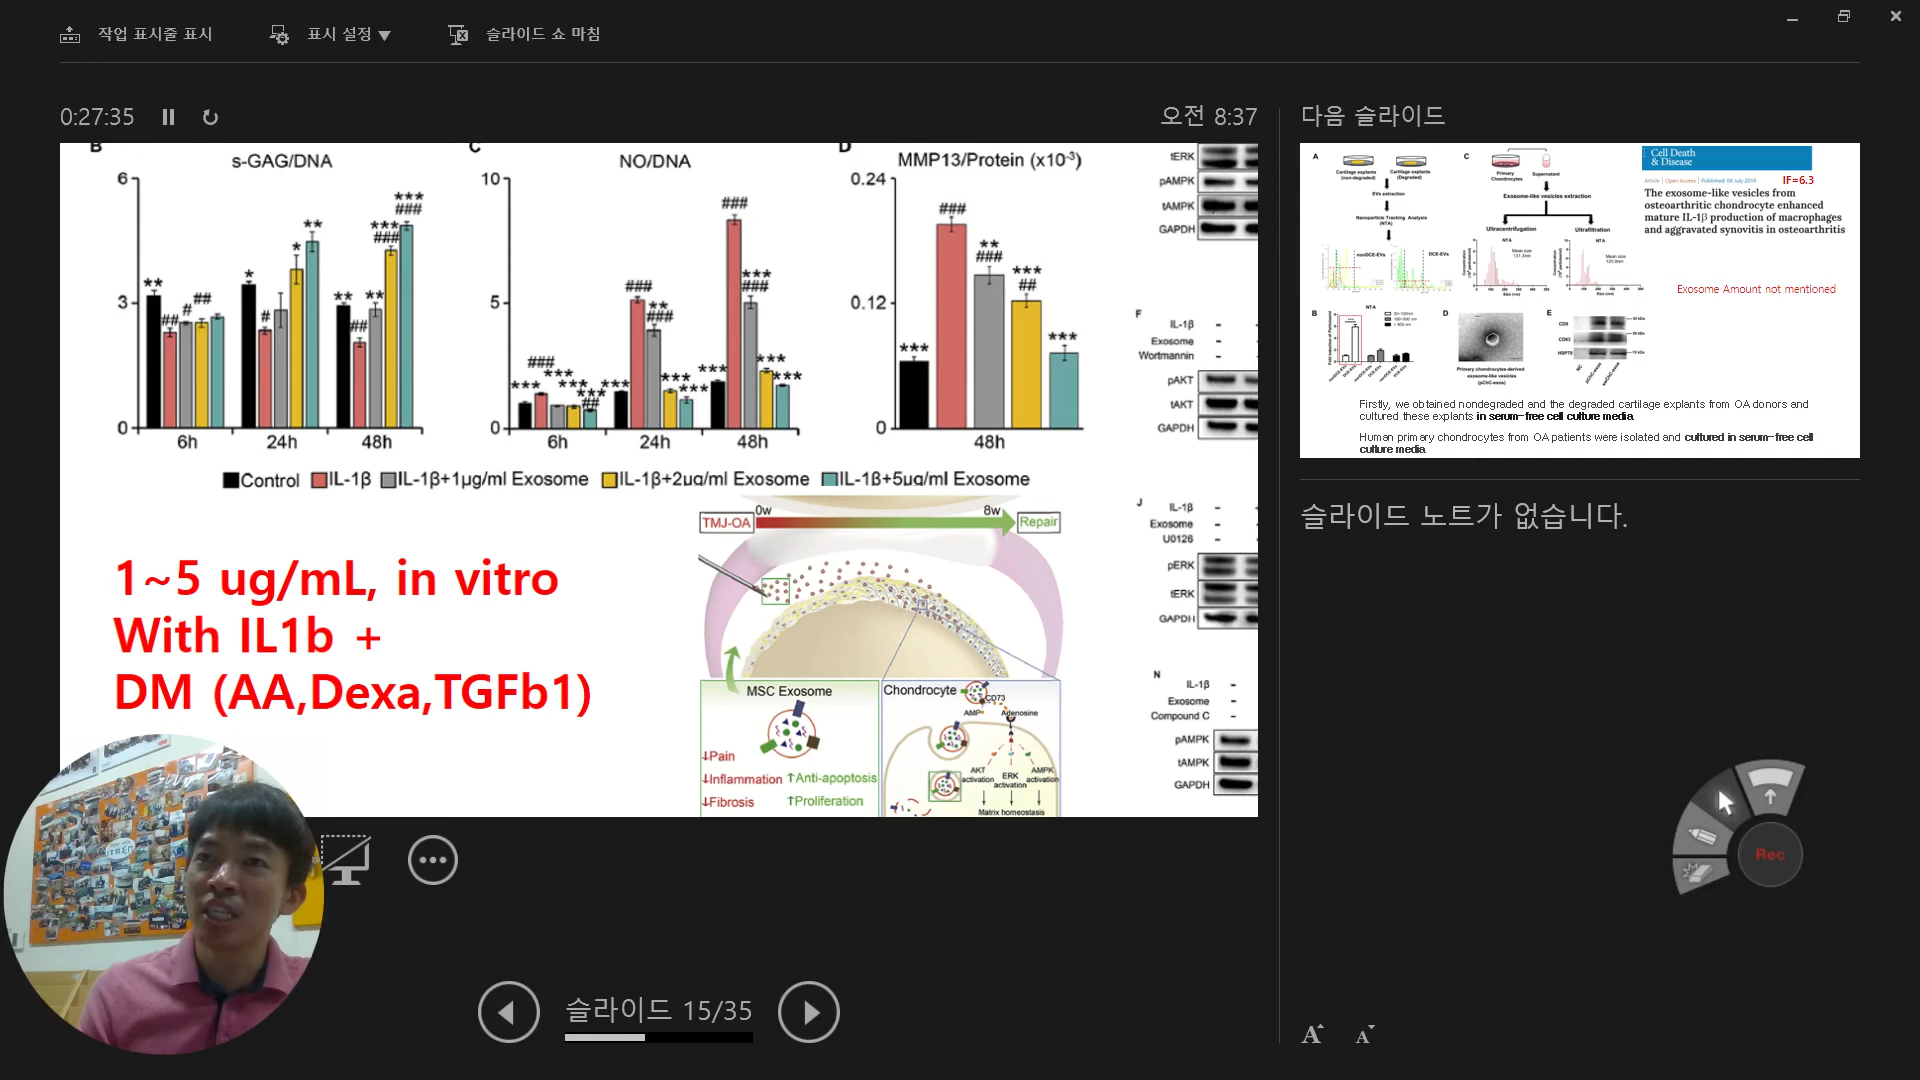 작업 표시줄 표시
표시 설정
슬라이드 쇼 마침
0:27:35
오전 8:37
다음 슬라이드
B
s-GAG/DNA
6
3
0
6h
24h
48h
** ## # ## * # * ** ** ## ** *** ### *** ###
C
NO/DNA
10
5
0
6h
24h
48h
*** ### *** *** *** ## *** ### ** ### *** *** *** ### *** ### *** ***
D
MMP13/Protein (x10-3)
0.24
0.12
0
48h
*** ### ** ### *** ## ***
Control
IL-1β
IL-1β+1μg/ml Exosome
IL-1β+2μg/ml Exosome
IL-1β+5μg/ml Exosome
tERK
pAMPK
tAMPK
GAPDH
F
IL-1β -
Exosome -
Wortmannin -
pAKT
tAKT
GAPDH
J
IL-1β -
Exosome -
U0126 -
pERK
tERK
GAPDH
N
IL-1β -
Exosome -
Compound C -
pAMPK
tAMPK
GAPDH
1~5 ug/mL, in vitro
With IL1b +
DM (AA,Dexa,TGFb1)
0w
8w
TMJ-OA
Repair
MSC Exosome
↓Pain
↓Inflammation
↑Anti-apoptosis
↓Fibrosis
↑Proliferation
Chondrocyte
CD73
AMP
Adenosine
AKT activation
ERK activation
AMPK activation
Matrix homeostasis
A
Cartilage explants (non-degraded)
Cartilage explants (Degraded)
EVs extraction
Nanoparticle Tracking Analysis (NTA)
nonDCE-EVs
DCE-EVs
C
Primary Chondrocytes
Supernatant
Exosome-like vesicles extraction
Ultracentrifugation
Ultrafiltration
NTA
NTA
Mean size 131.3nm
Size (nm)
Size (nm)
Cell Death & Disease
Article | Open Access | Published: 08 July 2019
IF=6.3
The exosome-like vesicles from
osteoarthritic chondrocyte enhanced
mature IL-1β production of macrophages
and aggravated synovitis in osteoarthritis
Exosome Amount not mentioned
B
NTA
D
Primary chondrocytes-derived
exosome-like vesicles
(pChC-exos)
E
CD9
CD63
HSP70
NC
Firstly, we obtained nondegraded and the degraded cartilage explants from OA donors and
cultured these explants in serum-free cell culture media
Human primary chondrocytes from OA patients were isolated and cultured in serum-free cell
culture media
슬라이드 노트가 없습니다.
Rec
슬라이드 15/35
A
A